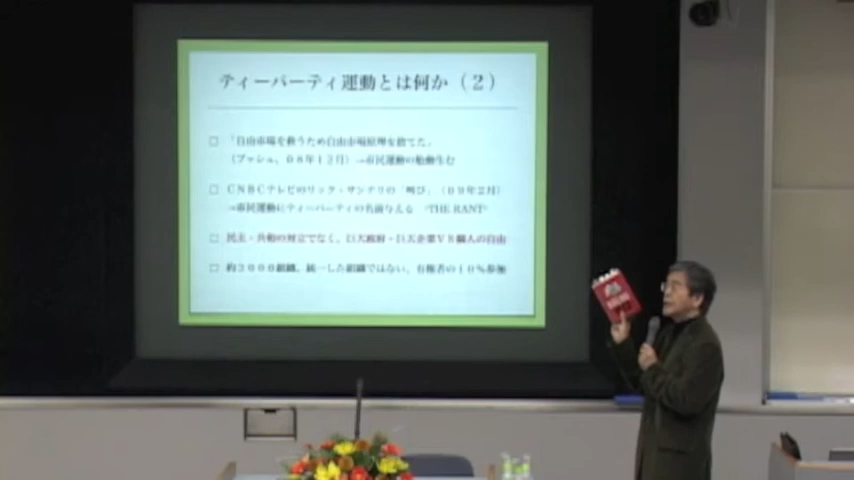 ティーパーティ運動とは何か（２）
□ 「自由市場を救うため自由市場原理を捨てた」
（ブッシュ、０８年１２月）→市民運動の胎動生む
□ ＣＮＢＣテレビのリック・サンテリの「叫び」（０９年２月）
→市民運動にティーパーティの名前与える “THE RANT”
□ 民主・共和の対立でなく、巨大政府・巨大企業ＶＳ個人の自由
□ 約３０００組織、統一した組織ではない、有権者の１０％参加